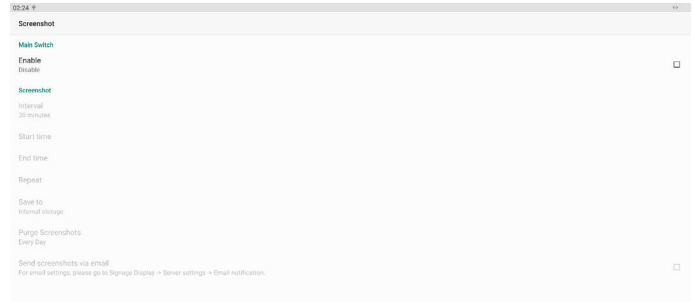 02:24
Screenshot
Main Switch
Enable
Disable
Screenshot
Interval
30 minutes
Start time
End time
Repeat
Save to
Internal storage
Purge Screenshots
Every Day
Send screenshots via email
For email settings, please go to Signage Display -> Server settings -> Email notification.